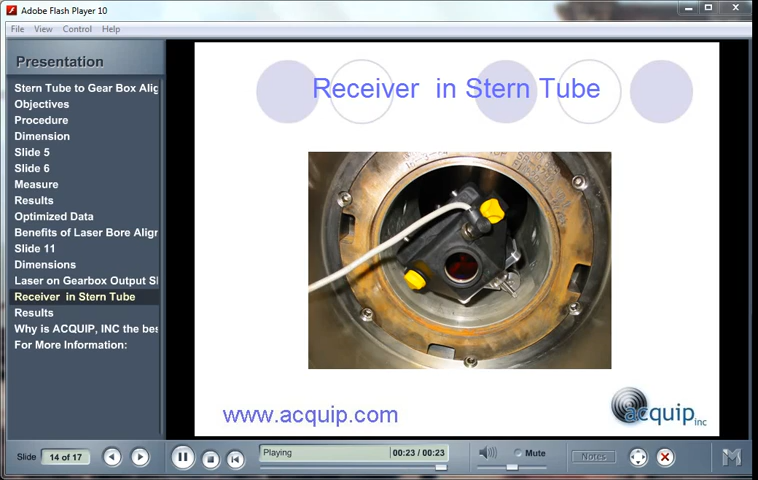 Adobe Flash Player 10
File View Control Help
Presentation
Stern Tube to Gear Box Alig
Objectives
Procedure
Dimension
Slide 5
Slide 6
Measure
Results
Optimized Data
Benefits of Laser Bore Align
Slide 11
Dimensions
Laser on Gearbox Output Sh
Receiver in Stern Tube
Results
Why is ACQUIP, INC the bes
For More Information:
Receiver in Stern Tube
www.acquip.com
acquip inc
Slide 14 of 17
Playing 00:23 / 00:23
Mute
Notes